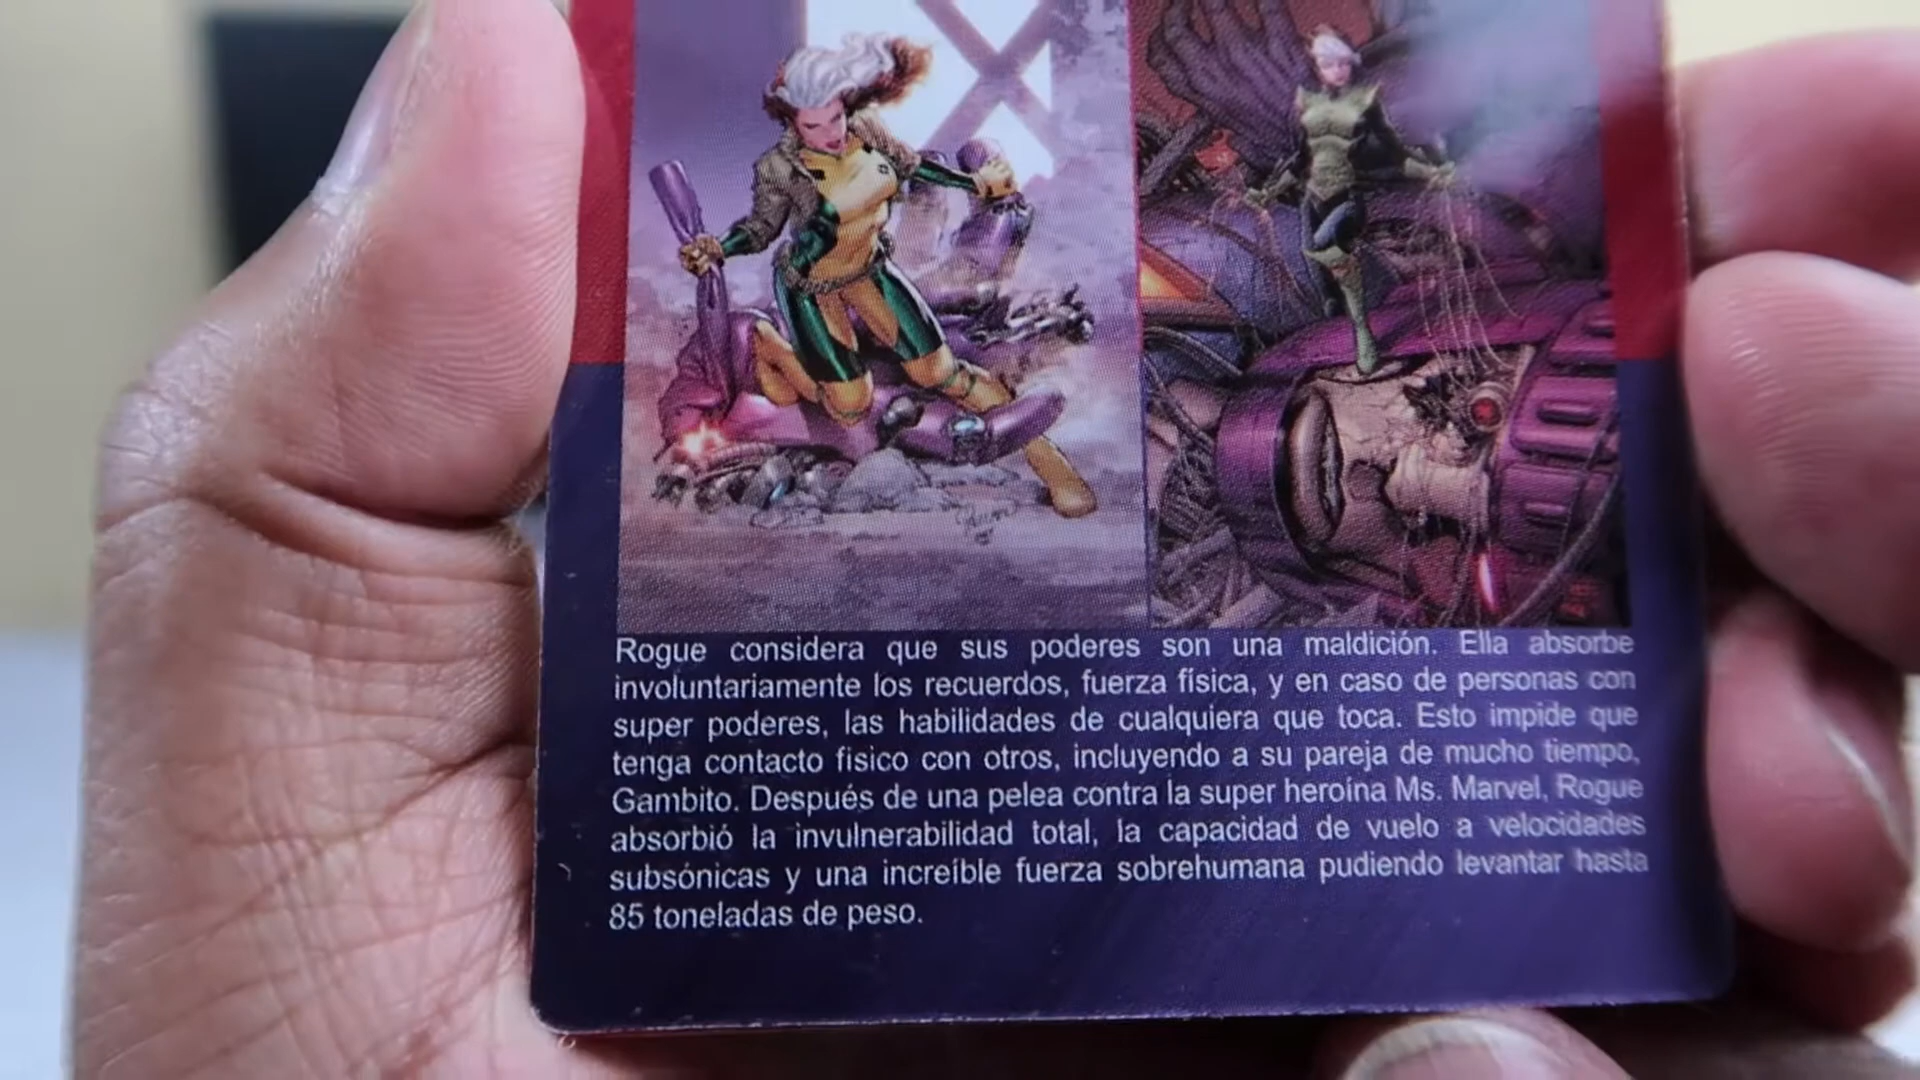 Rogue considera que sus poderes son una maldición. Ella absorbe
involuntariamente los recuerdos, fuerza física, y en caso de personas con
super poderes, las habilidades de cualquiera que toca. Esto impide que
tenga contacto fisico con otros, incluyendo a su pareja de mucho tiempo,
Gambito. Después de una pelea contra la super heroína Ms. Marvel, Rogue
absorbió la invulnerabilidad total, la capacidad de vuelo a velocidades
subsónicas y una increíble fuerza sobrehumana pudiendo levantar hasta
85 toneladas de peso.